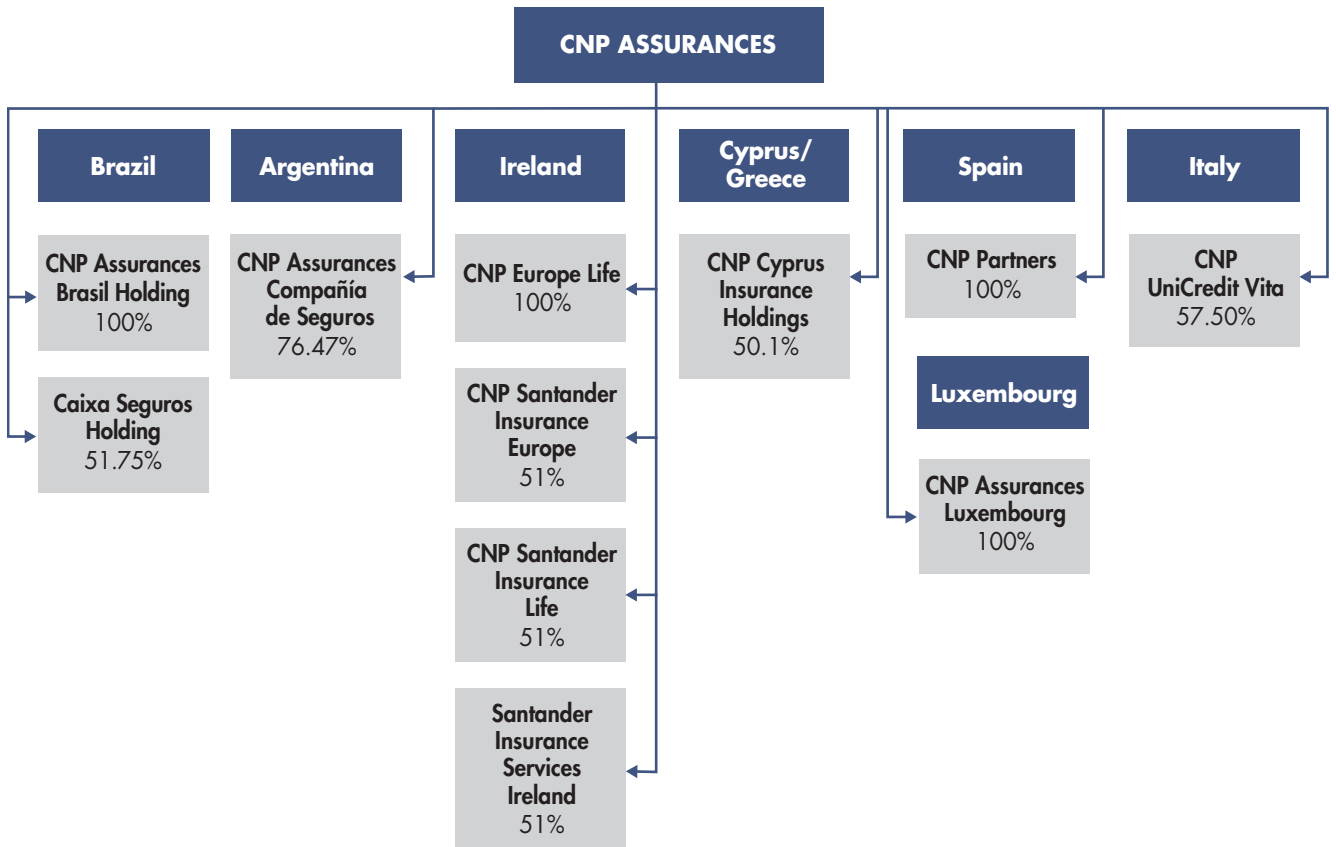 CNP ASSURANCES
Brazil
CNP Assurances
Brasil Holding
100%
Caixa Seguros
Holding
51.75%
Argentina
CNP Assurances
Compañía
de Seguros
76.47%
Ireland
CNP Europe Life
100%
CNP Santander
Insurance
Europe
51%
CNP Santander
Insurance
Life
51%
Santander
Insurance
Services
Ireland
51%
Cyprus/
Greece
CNP Cyprus
Insurance
Holdings
50.1%
Spain
CNP Partners
100%
Luxembourg
CNP Assurances
Luxembourg
100%
Italy
CNP
UniCredit Vita
57.50%